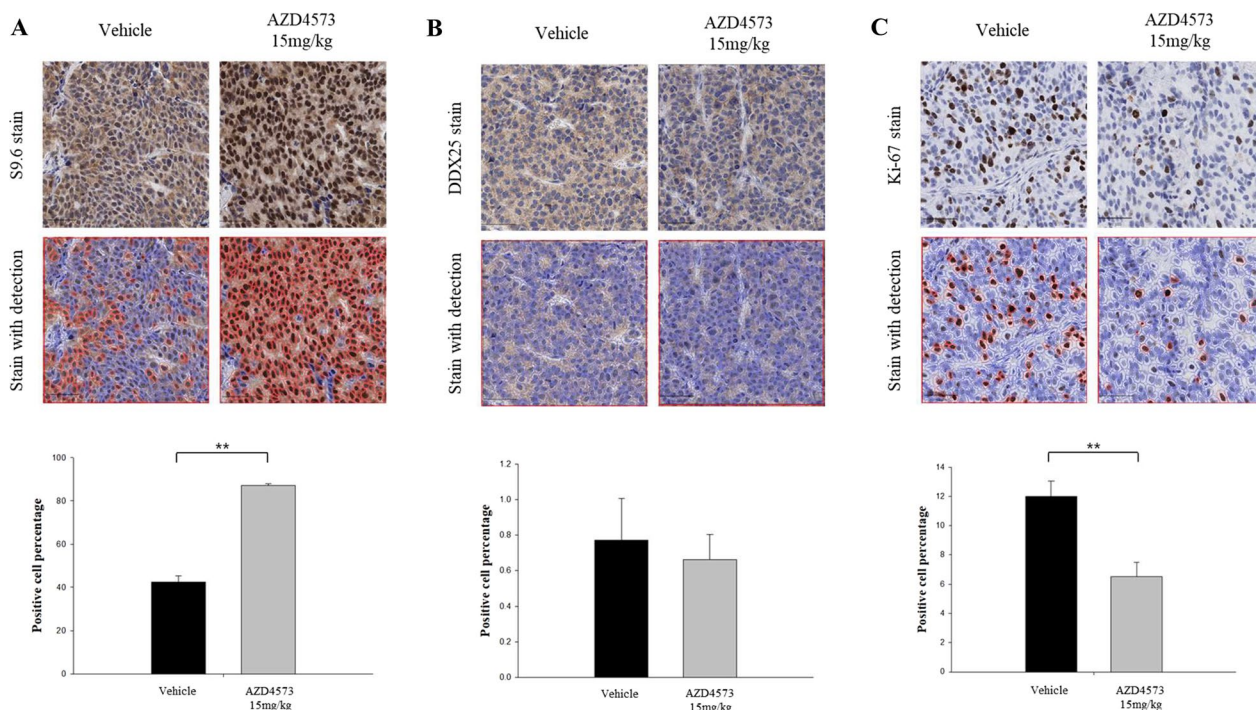 A
Vehicle
AZD4573
15mg/kg
S9.6 stain
Stain with detection
**
Positive cell percentage
100
80
60
40
20
0
Vehicle
AZD4573
15mg/kg
B
Vehicle
AZD4573
15mg/kg
DDX25 stain
Stain with detection
Positive cell percentage
1.2
1.0
0.8
0.6
0.4
0.2
0.0
Vehicle
AZD4573
15mg/kg
C
Vehicle
AZD4573
15mg/kg
Ki-67 stain
Stain with detection
**
Positive cell percentage
14
12
10
8
6
4
2
0
Vehicle
AZD4573
15mg/kg